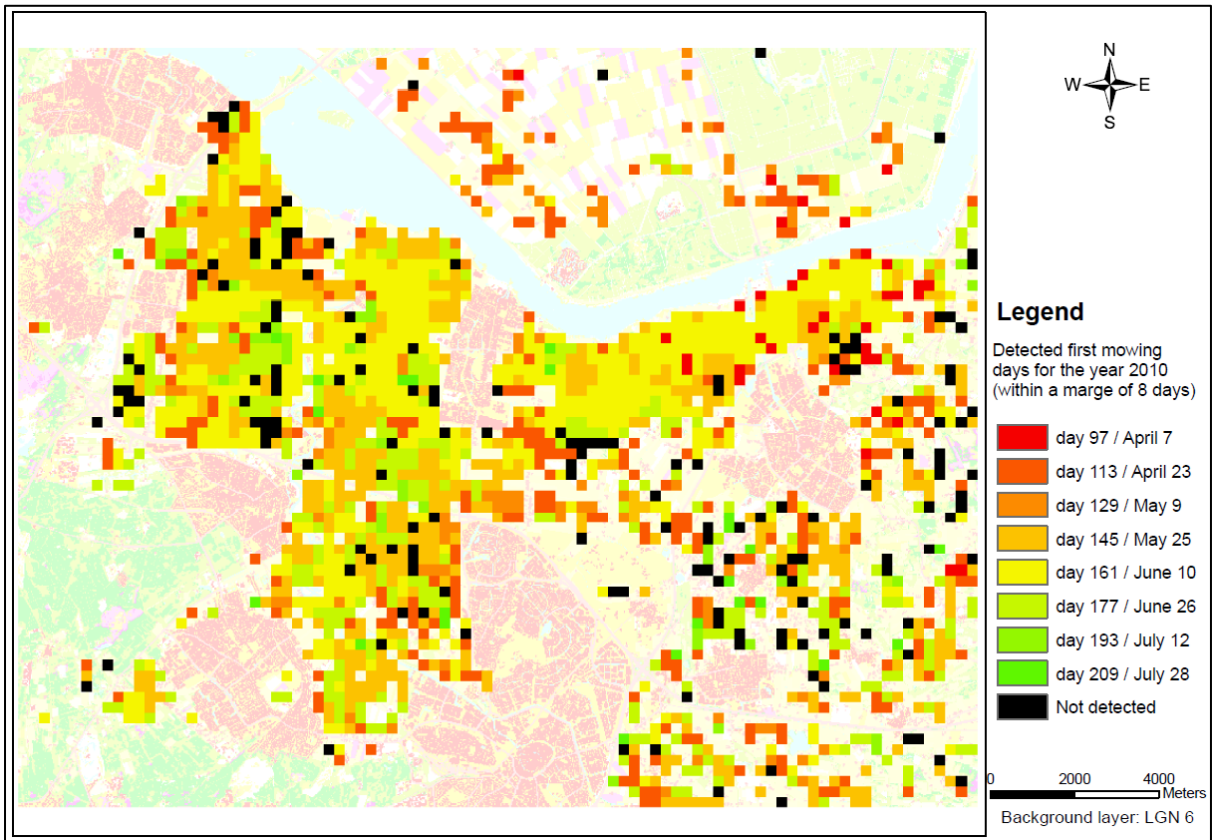 N
W E
S
Legend
Detected first mowing
days for the year 2010
(within a marge of 8 days)
day 97 / April 7
day 113 / April 23
day 129 / May 9
day 145 / May 25
day 161 / June 10
day 177 / June 26
day 193 / July 12
day 209 / July 28
Not detected
0 2000 4000
Meters
Background layer: LGN 6